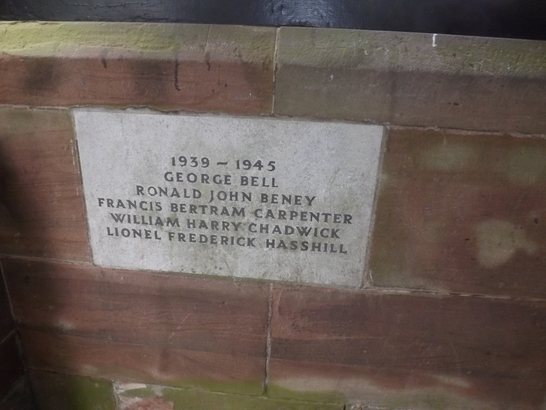 1939 ~ 1945
GEORGE BELL
RONALD JOHN BENEY
FRANCIS BERTRAM CARPENTER
WILLIAM HARRY CHADWICK
LIONEL FREDERICK HASSHILL